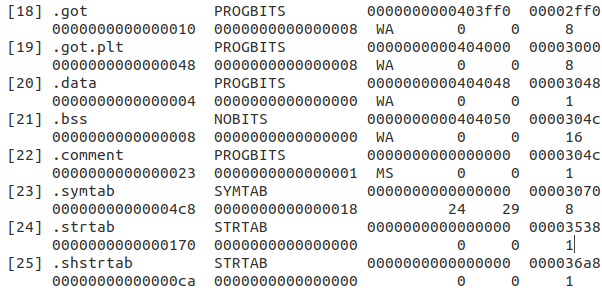 [18] .got PROGBITS 0000000000403ff0 00002ff0
0000000000000010 0000000000000008 WA 0 0 8
[19] .got.plt PROGBITS 0000000000404000 00003000
0000000000000048 0000000000000008 WA 0 0 8
[20] .data PROGBITS 0000000000404048 00003048
0000000000000004 0000000000000000 WA 0 0 1
[21] .bss NOBITS 0000000000404050 0000304c
0000000000000008 0000000000000000 WA 0 0 16
[22] .comment PROGBITS 0000000000000000 0000304c
0000000000000023 0000000000000001 MS 0 0 1
[23] .symtab SYMTAB 0000000000000000 00003070
00000000000004c8 0000000000000018 24 29 8
[24] .strtab STRTAB 0000000000000000 00003538
0000000000000170 0000000000000000 0 0 1
[25] .shstrtab STRTAB 0000000000000000 000036a8
00000000000000ca 0000000000000000 0 0 1